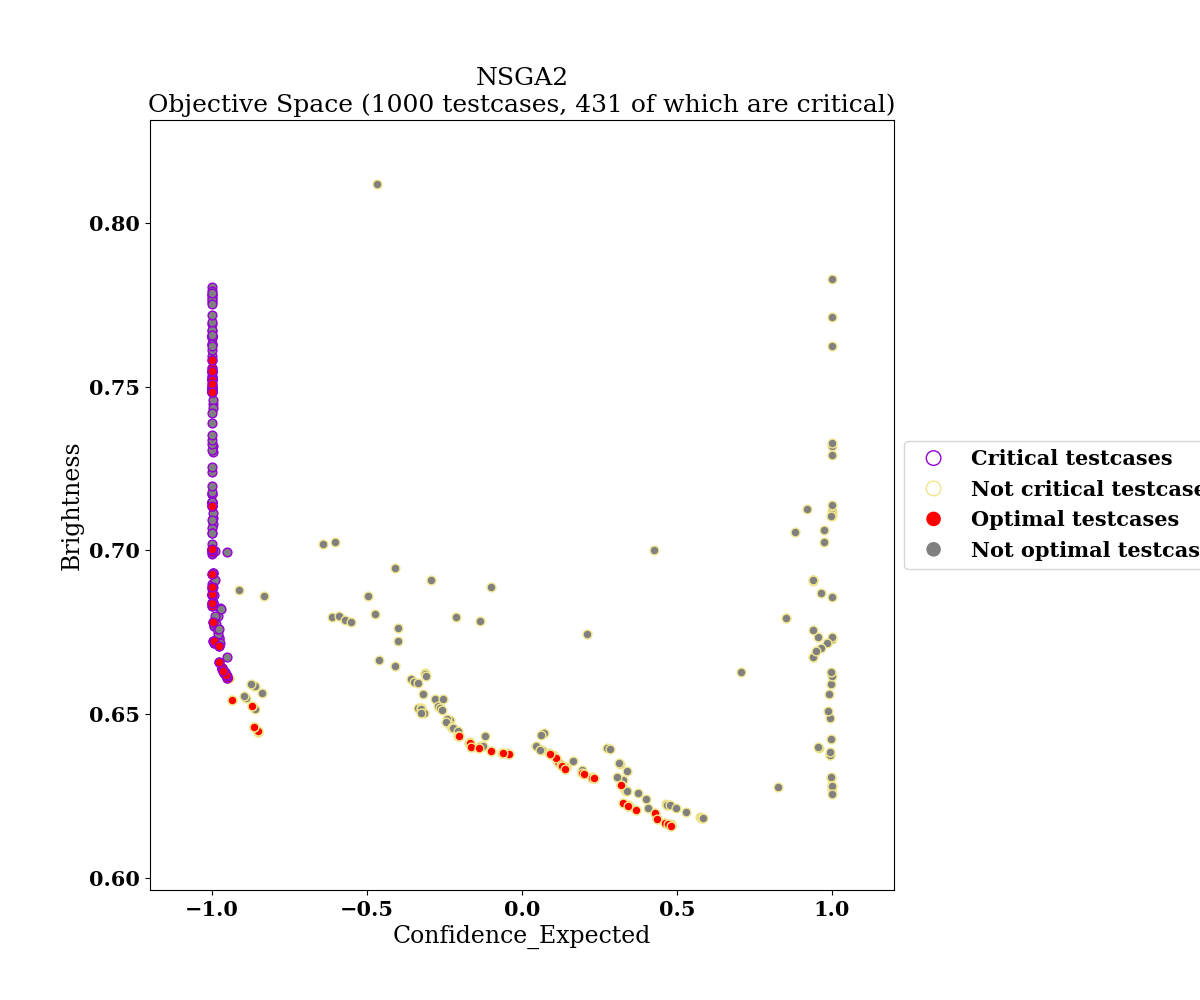 NSGA2
Objective Space (1000 testcases, 431 of which are critical)
0.80
0.75
0.70
0.65
0.60
Brightness
−1.0
−0.5
0.0
0.5
1.0
Confidence_Expected
Critical testcases
Not critical testcase
Optimal testcases
Not optimal testcas